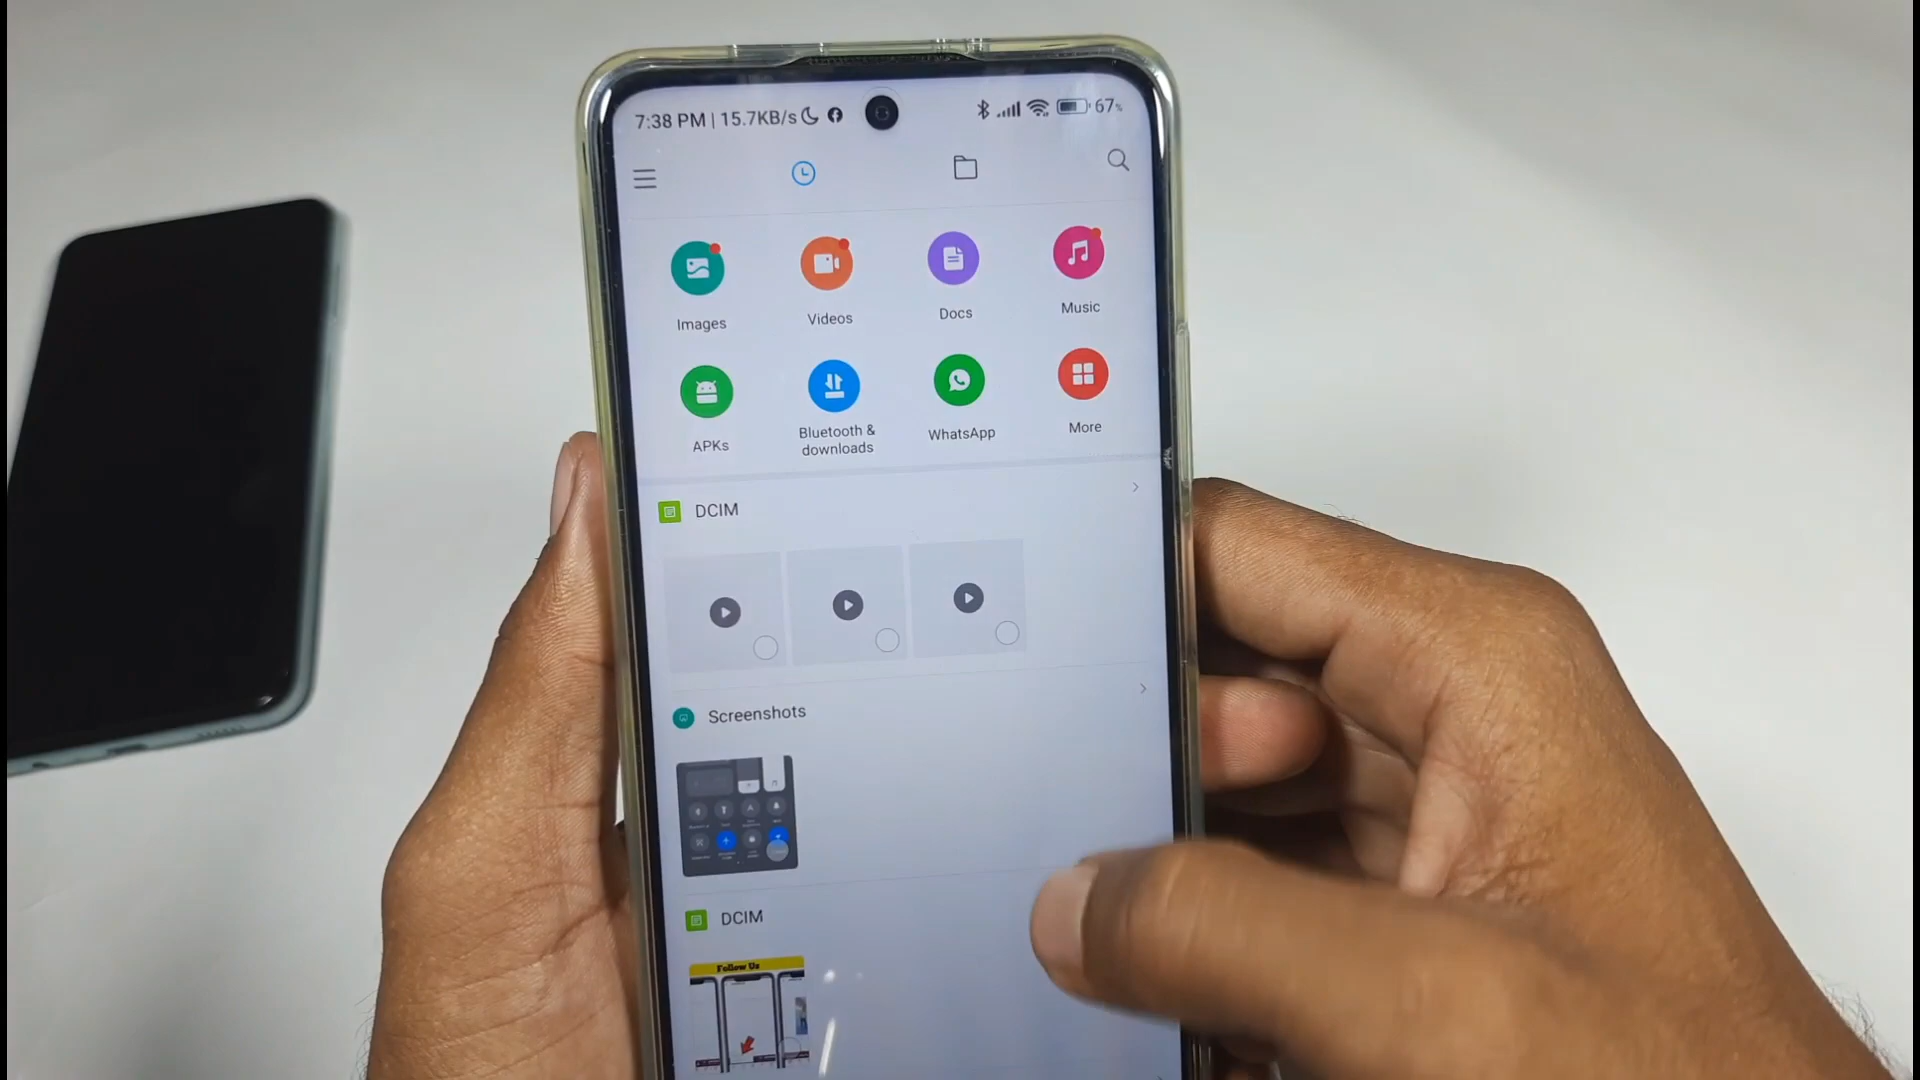 7:38 PM | 15.7KB/s 67%
Images Videos Docs Music
APKs Bluetooth & downloads WhatsApp More
DCIM
Screenshots
DCIM
Follow Us